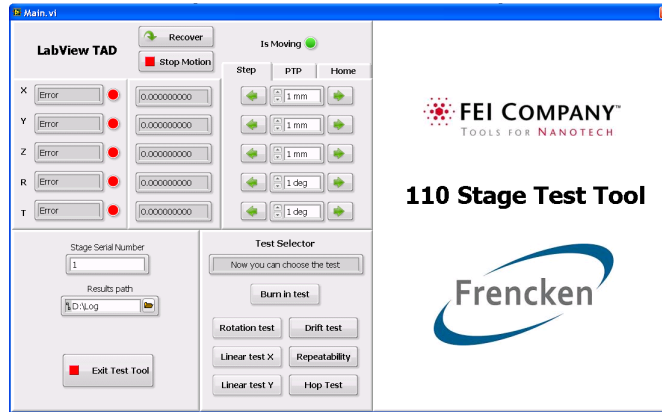 Main.vi
LabView TAD
Recover
Stop Motion
Is Moving
Step PTP Home
X Error 0.000000000 1 mm
Y Error 0.000000000 1 mm
Z Error 0.000000000 1 mm
R Error 0.000000000 1 deg
T Error 0.000000000 1 deg
Stage Serial Number
1
Results path
D:\Log
Exit Test Tool
Test Selector
Now you can choose the test
Burn in test
Rotation test Drift test
Linear test X Repeatability
Linear test Y Hop Test
FEI COMPANY™
TOOLS FOR NANOTECH
110 Stage Test Tool
Frencken